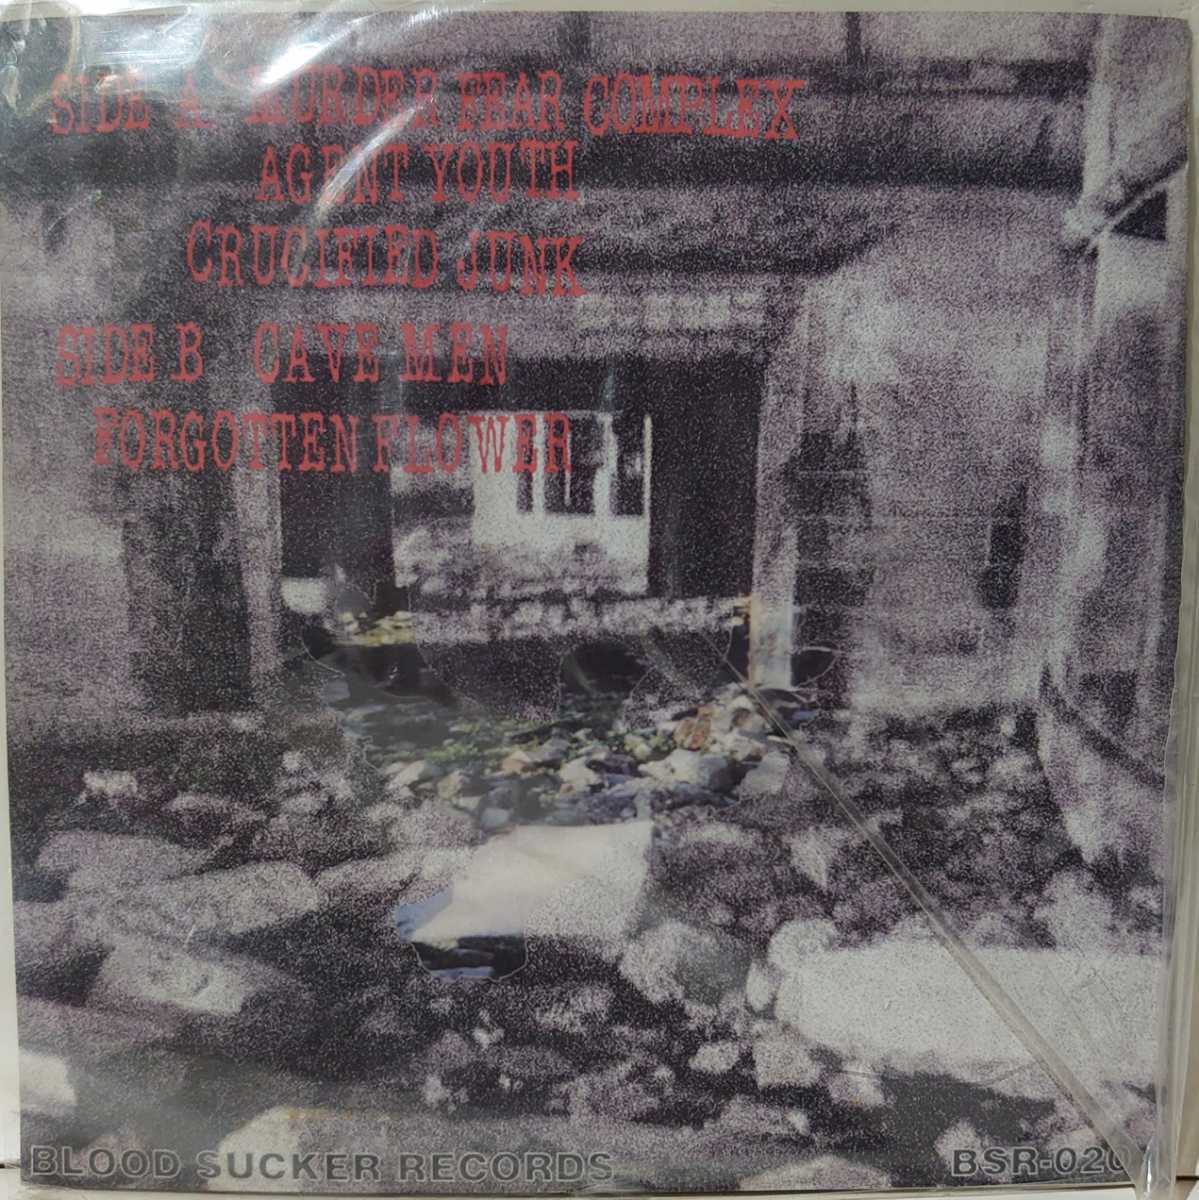 SIDE A MURDER FEAR COMPLEX
AGENT YOUTH
CRUCIFIED JUNK
SIDE B CAVE MEN
FORGOTTEN FLOWER
BLOOD SUCKER RECORDS BSR-020